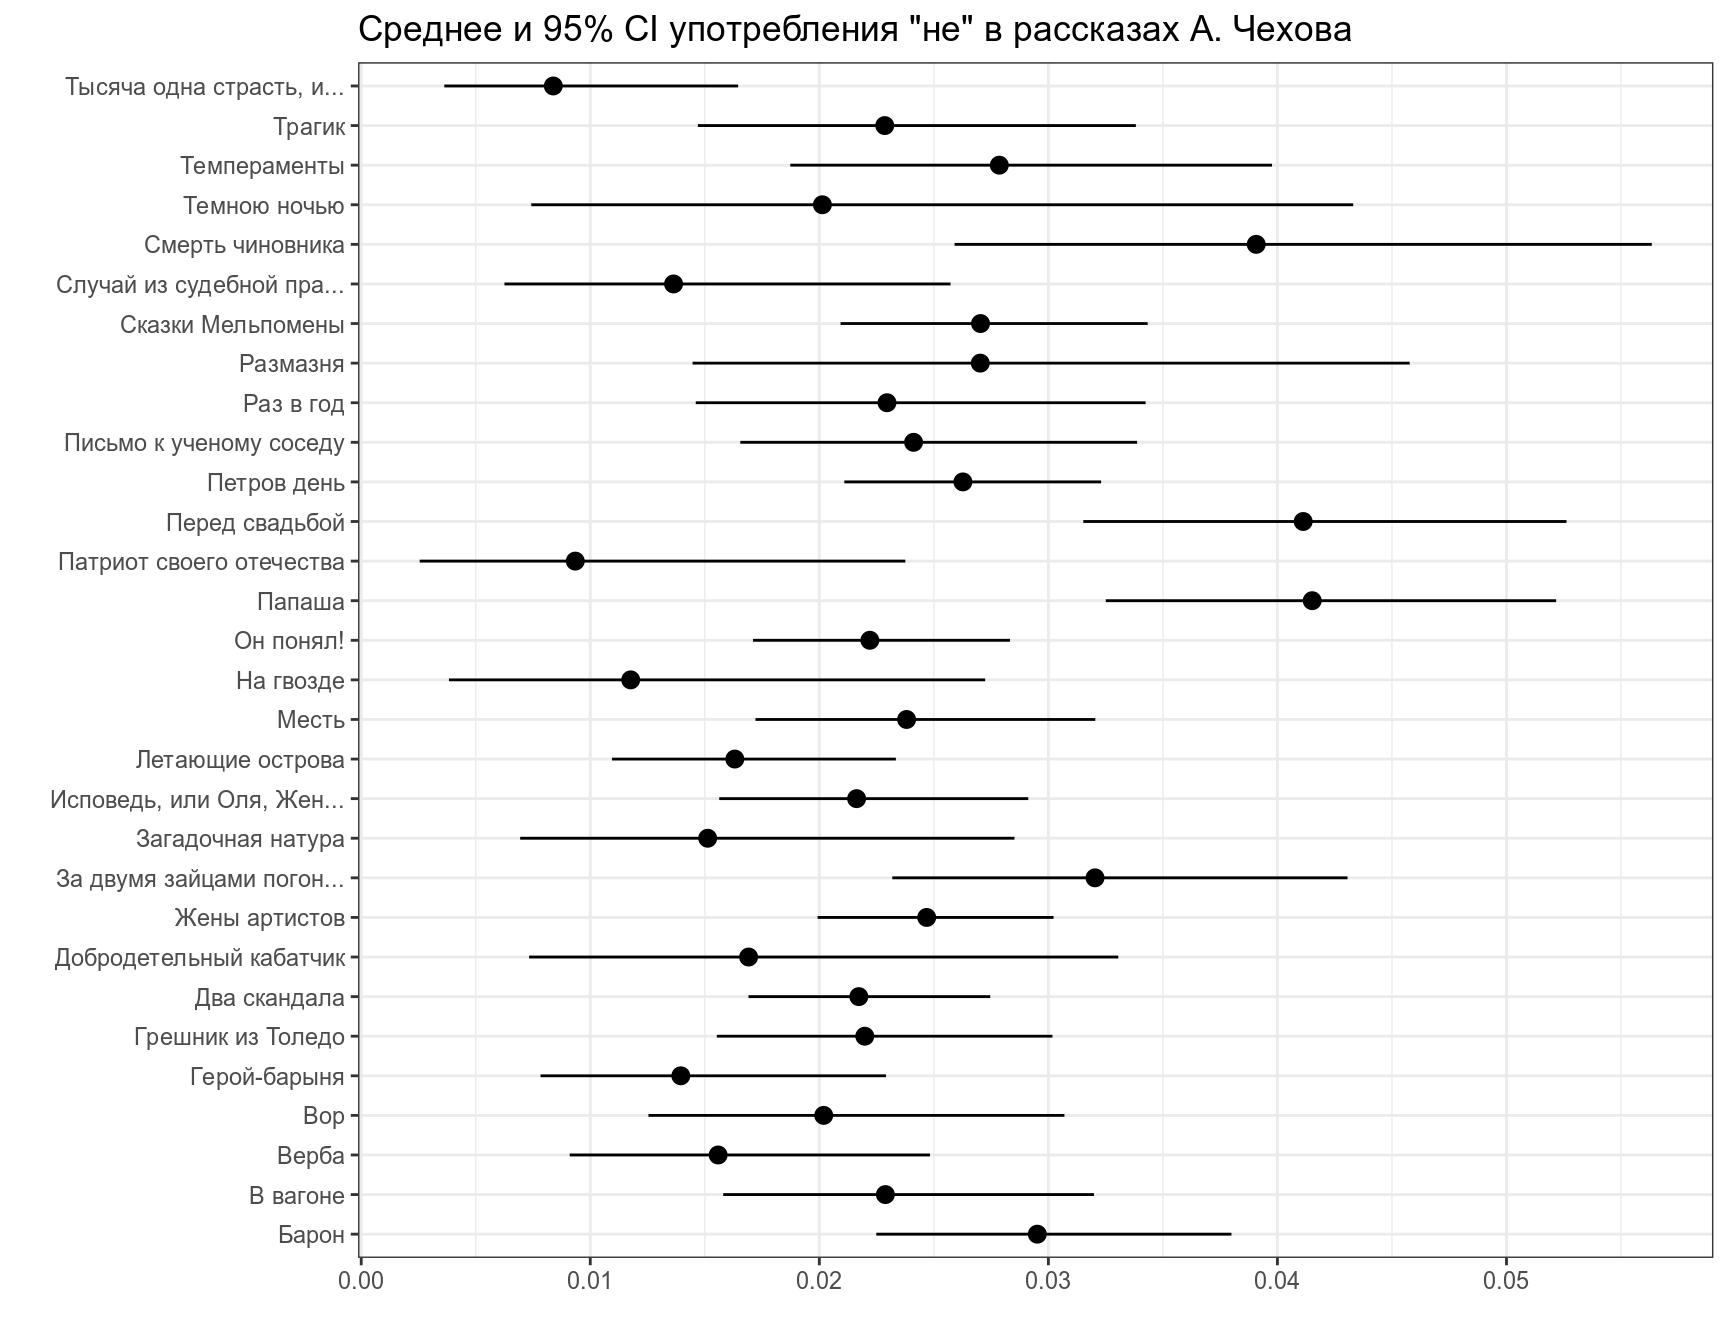 Среднее и 95% CI употребления "не" в рассказах А. Чехова
Тысяча одна страсть, и...
Трагик
Темпераменты
Темною ночью
Смерть чиновника
Случай из судебной пра...
Сказки Мельпомены
Размазня
Раз в год
Письмо к ученому соседу
Петров день
Перед свадьбой
Патриот своего отечества
Папаша
Он понял!
На гвозде
Месть
Летающие острова
Исповедь, или Оля, Жен...
Загадочная натура
За двумя зайцами погон...
Жены артистов
Добродетельный кабатчик
Два скандала
Грешник из Толедо
Герой-барыня
Вор
Верба
В вагоне
Барон
0.00 0.01 0.02 0.03 0.04 0.05